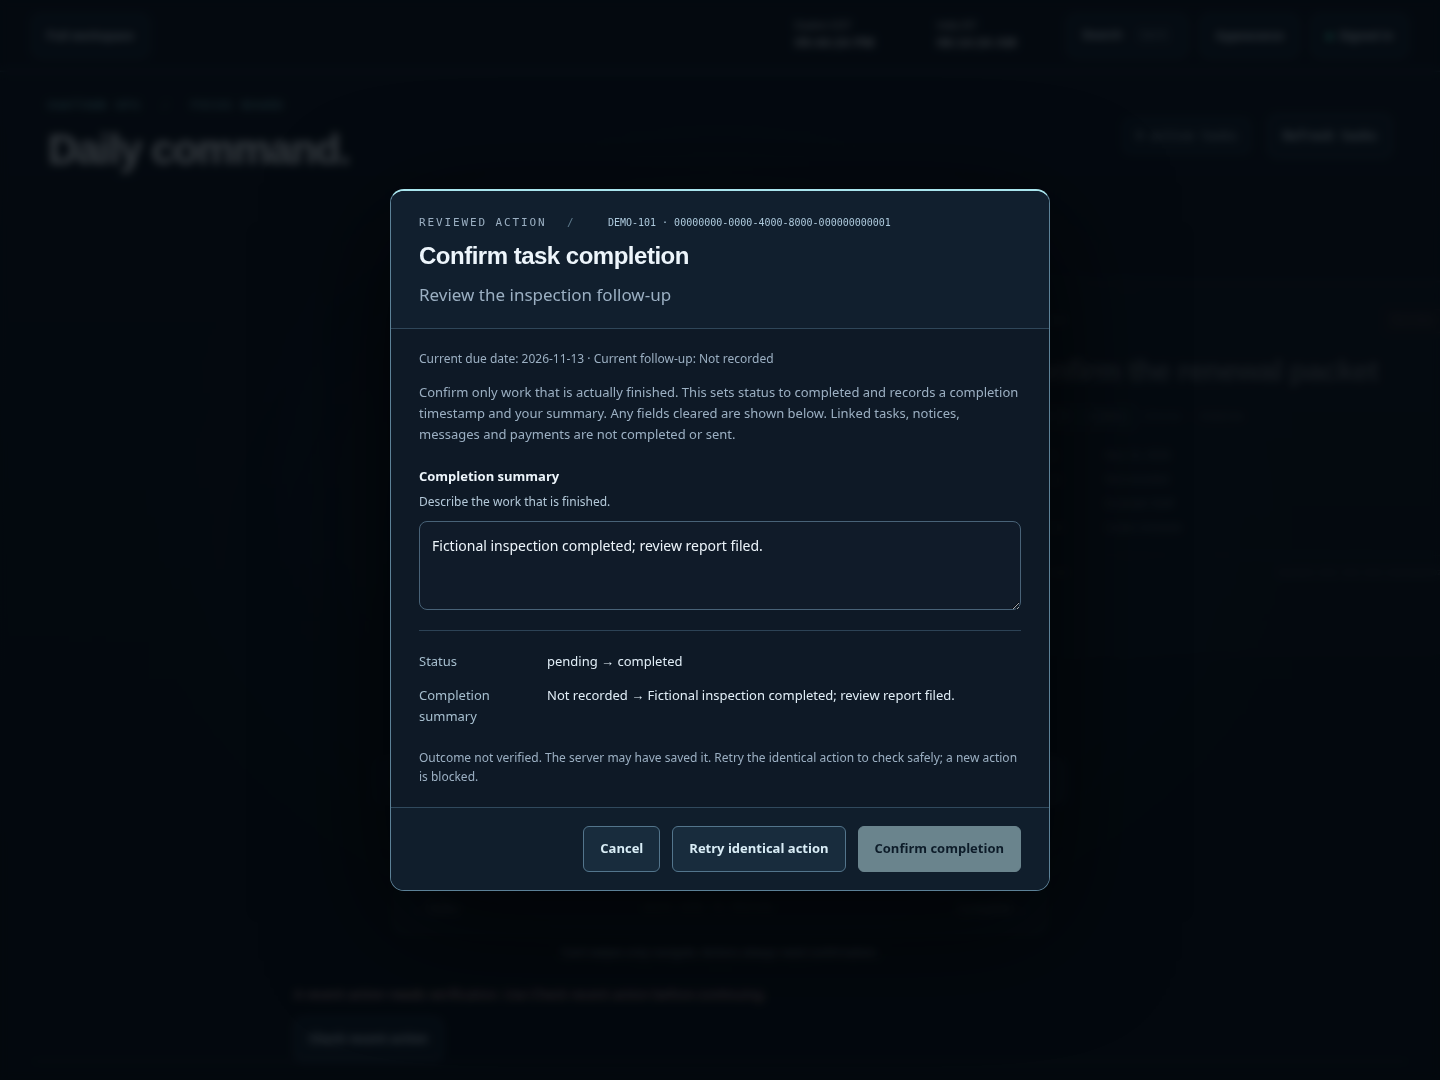 Daily command.
REVIEWED ACTION / DEMO-101 · 00000000-0000-4000-8000-000000000001
Confirm task completion
Review the inspection follow-up
Current due date: 2026-11-13 · Current follow-up: Not recorded
Confirm only work that is actually finished. This sets status to completed and records a completion
timestamp and your summary. Any fields cleared are shown below. Linked tasks, notices,
messages and payments are not completed or sent.
Completion summary
Describe the work that is finished.
Fictional inspection completed; review report filed.
Status pending → completed
Completion Not recorded → Fictional inspection completed; review report filed.
summary
Outcome not verified. The server may have saved it. Retry the identical action to check safely; a new action
is blocked.
Cancel Retry identical action Confirm completion